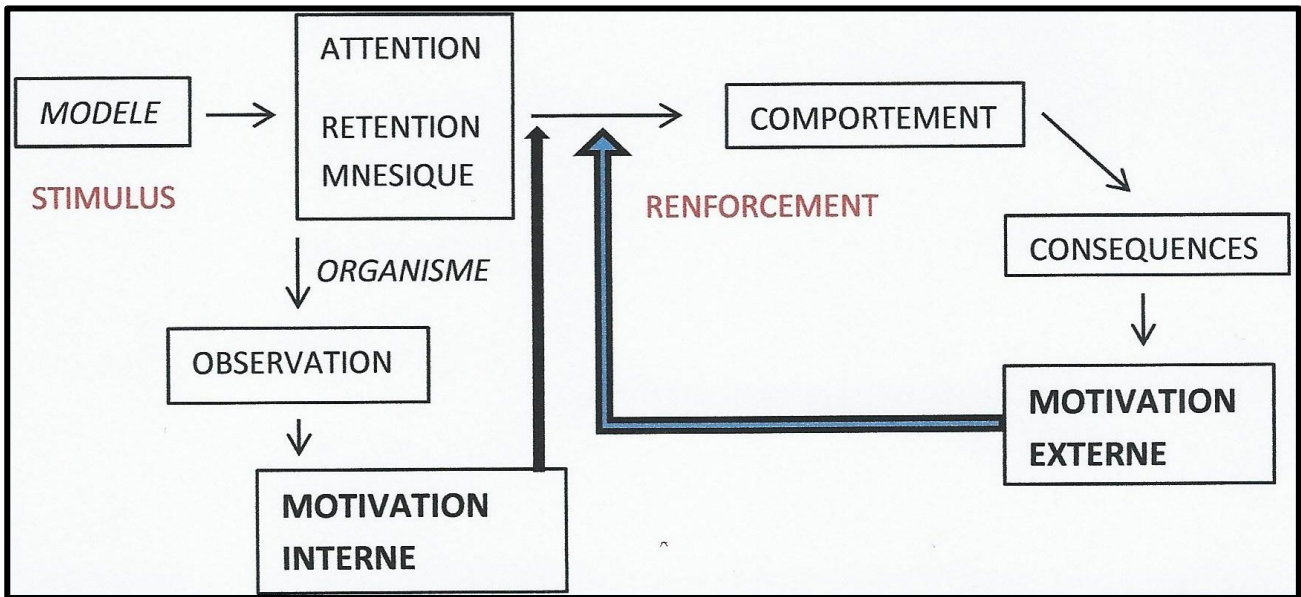 MODELE
STIMULUS
ATTENTION
RETENTION
MNESIQUE
ORGANISME
OBSERVATION
MOTIVATION
INTERNE
RENFORCEMENT
COMPORTEMENT
CONSEQUENCES
MOTIVATION
EXTERNE